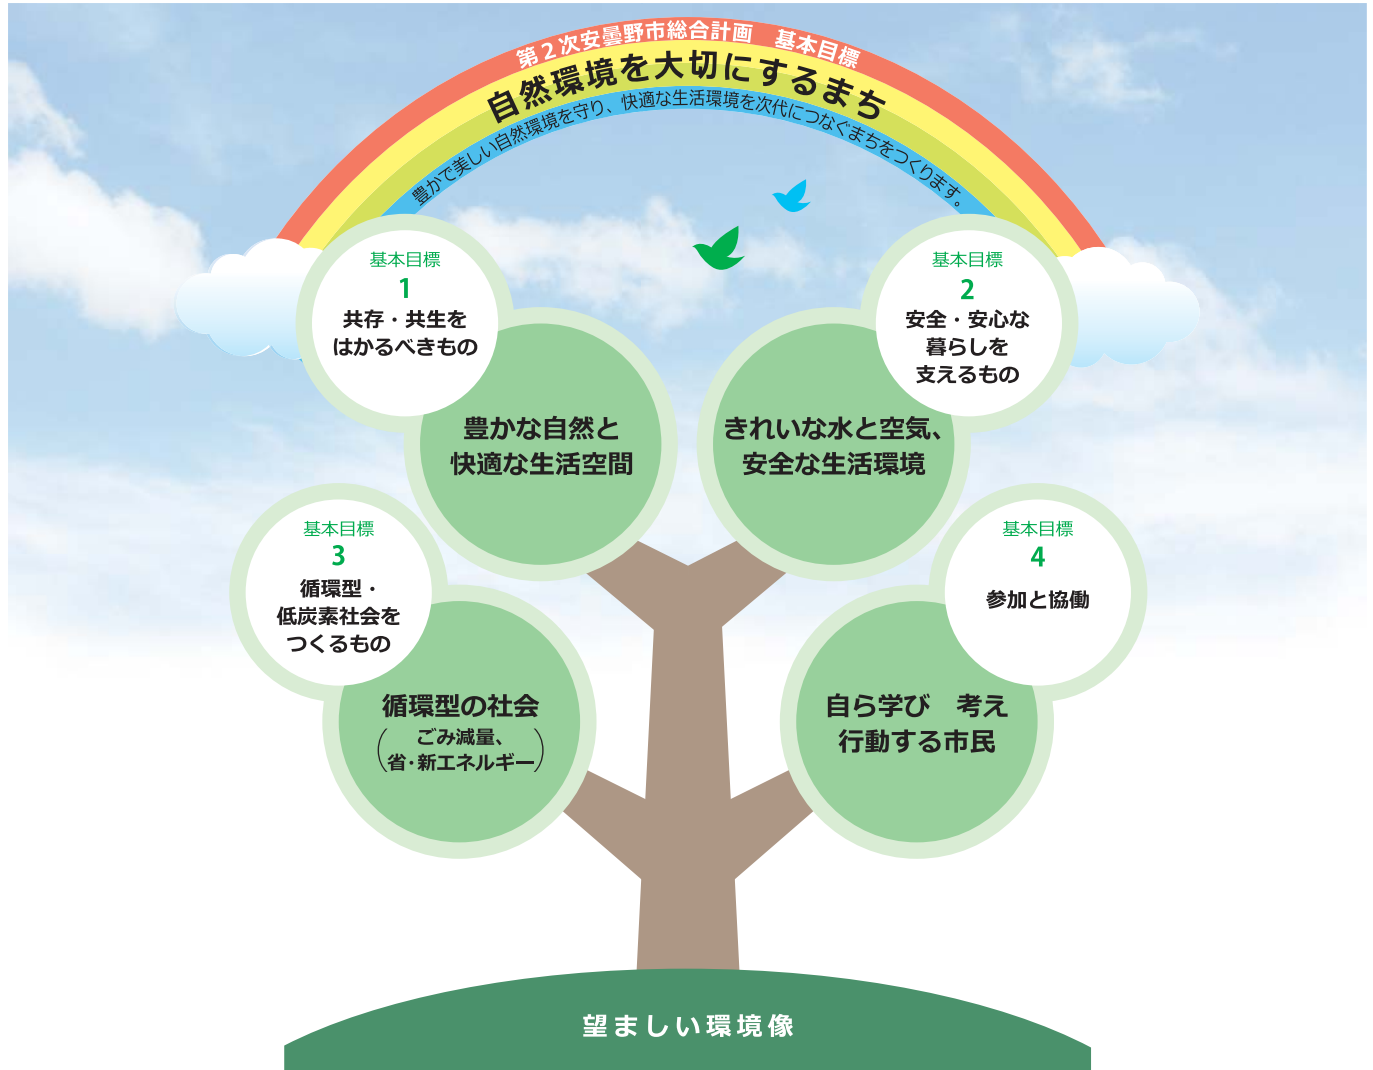 第２次安曇野市総合計画　基本目標
自然環境を大切にするまち
豊かで美しい自然環境を守り、快適な生活環境を次代につなぐまちをつくります。
基本目標
1
共存・共生を
はかるべきもの
豊かな自然と
快適な生活空間
基本目標
2
安全・安心な
暮らしを
支えるもの
きれいな水と空気、
安全な生活環境
基本目標
3
循環型・
低炭素社会を
つくるもの
循環型の社会
（ごみ減量、
省・新エネルギー）
基本目標
4
参加と協働
自ら学び　考え
行動する市民
望ましい環境像